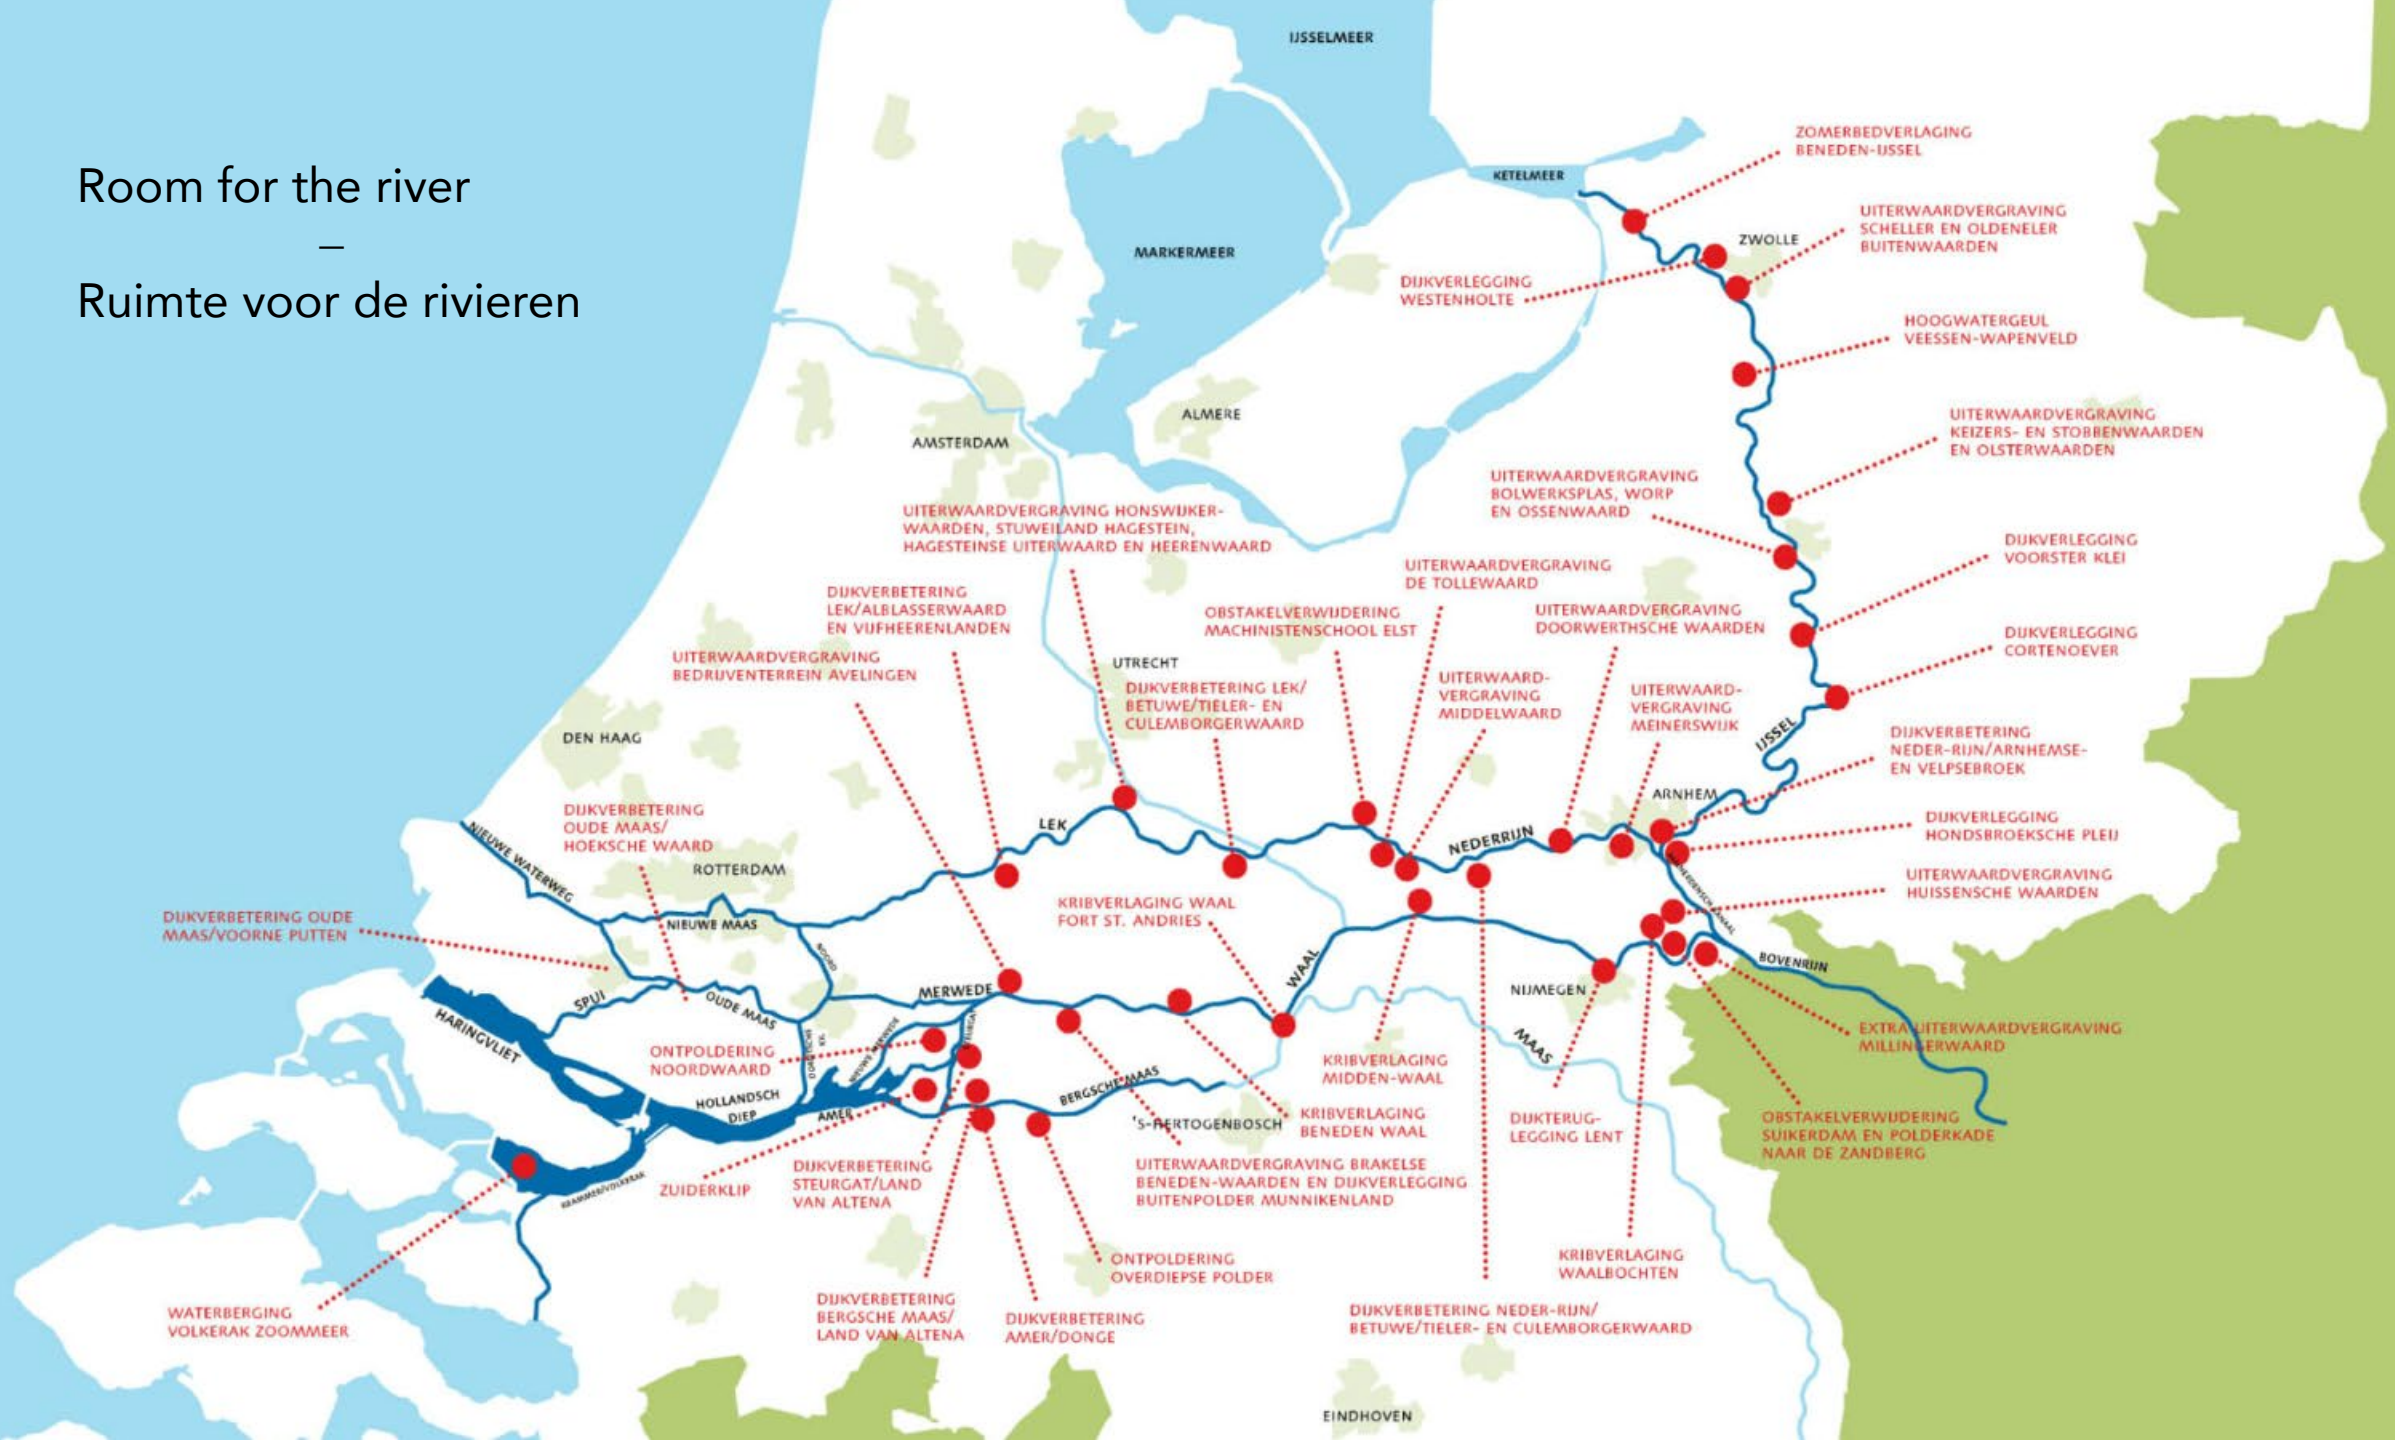 Room for the river
–
Ruimte voor de rivieren
IJSSELMEER
KETELMEER
MARKERMEER
ZWOLLE
ZOMERBEDVERLAGING
BENEDEN-IJSSEL
UITERWAARDVERGRAVING
SCHELLER EN OLDENELER
BUITENWAARDEN
DIJKVERLEGGING
WESTENHOLTE
HOOGWATERGEUL
VEESSEN-WAPENVELD
ALMERE
AMSTERDAM
UITERWAARDVERGRAVING
KEIZERS- EN STOBBENWAARDEN
EN OLSTERWAARDEN
UITERWAARDVERGRAVING
BOLWERKSPLAS, WORP
EN OSSENWAARD
UITERWAARDVERGRAVING HONSWIJKER-
WAARDEN, STUWEILAND HAGESTEIN,
HAGESTEINSE UITERWAARD EN HEERENWAARD
DIJKVERLEGGING
VOORSTER KLEI
UITERWAARDVERGRAVING
DE TOLLEWAARD
DIJKVERBETERING
LEK/ALBLASSERWAARD
EN VIJFHEERENLANDEN
OBSTAKELVERWIJDERING
MACHINISTENSCHOOL ELST
UITERWAARDVERGRAVING
DOORWERTHSCHE WAARDEN
DIJKVERLEGGING
CORTENOEVER
UITERWAARDVERGRAVING
BEDRIJVENTERREIN AVELINGEN
UTRECHT
DIJKVERBETERING LEK/
BETUWE/TIELER- EN
CULEMBORGERWAARD
UITERWAARD-
VERGRAVING
MIDDELWAARD
UITERWAARD-
VERGRAVING
MEINERSWIJK
DEN HAAG
IJSSEL
DIJKVERBETERING
NEDER-RIJN/ARNHEMSE-
EN VELPSEBROEK
ARNHEM
DIJKVERBETERING
OUDE MAAS/
HOEKSCHE WAARD
LEK
NEDERRIJN
DIJKVERLEGGING
HONDSBROEKSCHE PLEIJ
NIEUWE WATERWEG
ROTTERDAM
UITERWAARDVERGRAVING
HUISSENSCHE WAARDEN
DIJKVERBETERING OUDE
MAAS/VOORNE PUTTEN
NIEUWE MAAS
KRIBVERLAGING WAAL
FORT ST. ANDRIES
NOORD
WAAL
BOVENRIJN
SPUI
OUDE MAAS
MERWEDE
NIJMEGEN
HARINGVLIET
MAAS
EXTRA UITERWAARDVERGRAVING
MILLINGERWAARD
ONTPOLDERING
NOORDWAARD
NIEUWE MERWEDE
KRIBVERLAGING
MIDDEN-WAAL
HOLLANDSCH
DIEP
AMER
BERGSCHE MAAS
'S-HERTOGENBOSCH
KRIBVERLAGING
BENEDEN WAAL
DIJKTERUG-
LEGGING LENT
OBSTAKELVERWIJDERING
SUIKERDAM EN POLDERKADE
NAAR DE ZANDBERG
KRAMMER/VOLKERAK
ZUIDERKLIP
DIJKVERBETERING
STEURGAT/LAND
VAN ALTENA
UITERWAARDVERGRAVING BRAKELSE
BENEDEN-WAARDEN EN DIJKVERLEGGING
BUITENPOLDER MUNNIKENLAND
ONTPOLDERING
OVERDIEPSE POLDER
KRIBVERLAGING
WAALBOCHTEN
WATERBERGING
VOLKERAK ZOOMMEER
DIJKVERBETERING
BERGSCHE MAAS/
LAND VAN ALTENA
DIJKVERBETERING
AMER/DONGE
DIJKVERBETERING NEDER-RIJN/
BETUWE/TIELER- EN CULEMBORGERWAARD
EINDHOVEN